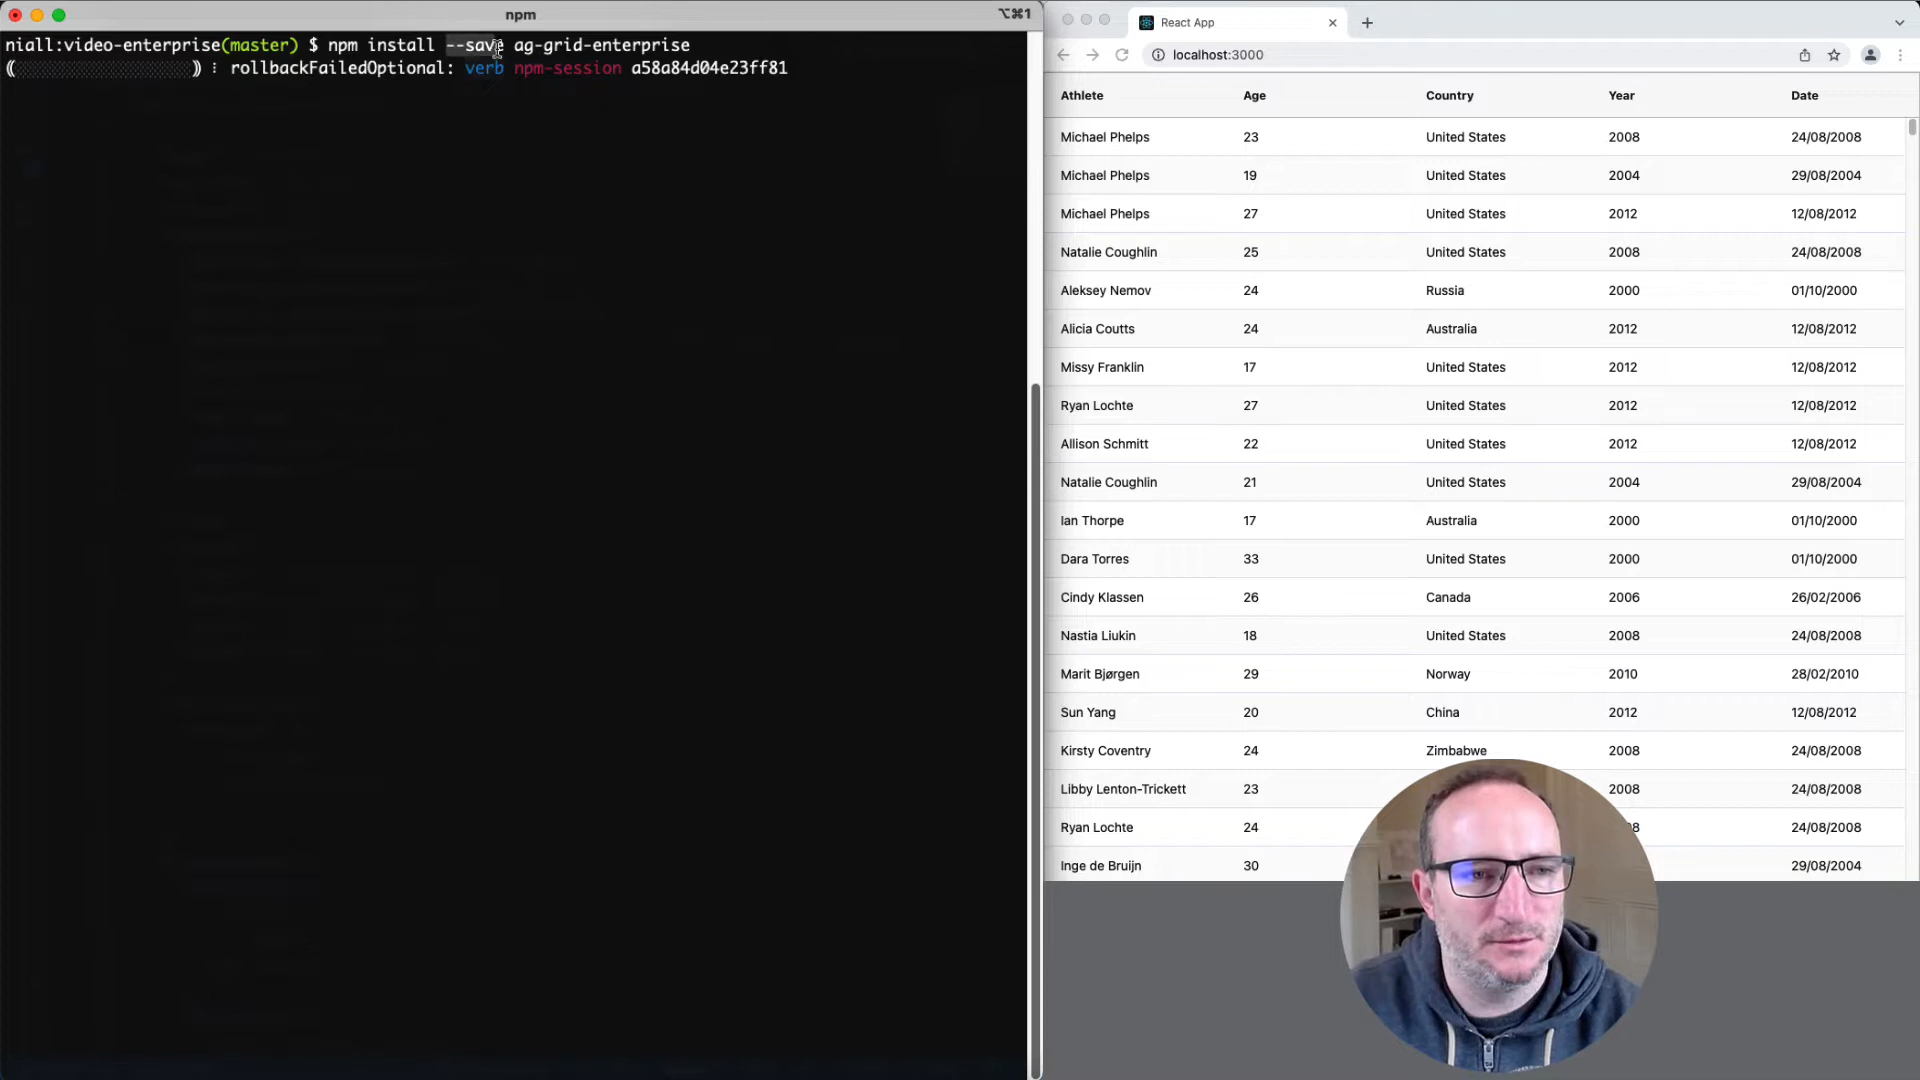 npm
⌥⌘1
niall:video-enterprise(master) $ npm install --save ag-grid-enterprise
rollbackFailedOptional: verb npm-session a58a84d04e23ff81
React App
localhost:3000
Athlete Age Country Year Date
Michael Phelps 23 United States 2008 24/08/2008
Michael Phelps 19 United States 2004 29/08/2004
Michael Phelps 27 United States 2012 12/08/2012
Natalie Coughlin 25 United States 2008 24/08/2008
Aleksey Nemov 24 Russia 2000 01/10/2000
Alicia Coutts 24 Australia 2012 12/08/2012
Missy Franklin 17 United States 2012 12/08/2012
Ryan Lochte 27 United States 2012 12/08/2012
Allison Schmitt 22 United States 2012 12/08/2012
Natalie Coughlin 21 United States 2004 29/08/2004
Ian Thorpe 17 Australia 2000 01/10/2000
Dara Torres 33 United States 2000 01/10/2000
Cindy Klassen 26 Canada 2006 26/02/2006
Nastia Liukin 18 United States 2008 24/08/2008
Marit Bjørgen 29 Norway 2010 28/02/2010
Sun Yang 20 China 2012 12/08/2012
Kirsty Coventry 24 Zimbabwe 2008 24/08/2008
Libby Lenton-Trickett 23 2008 24/08/2008
Ryan Lochte 24 24/08/2008
Inge de Bruijn 30 29/08/2004